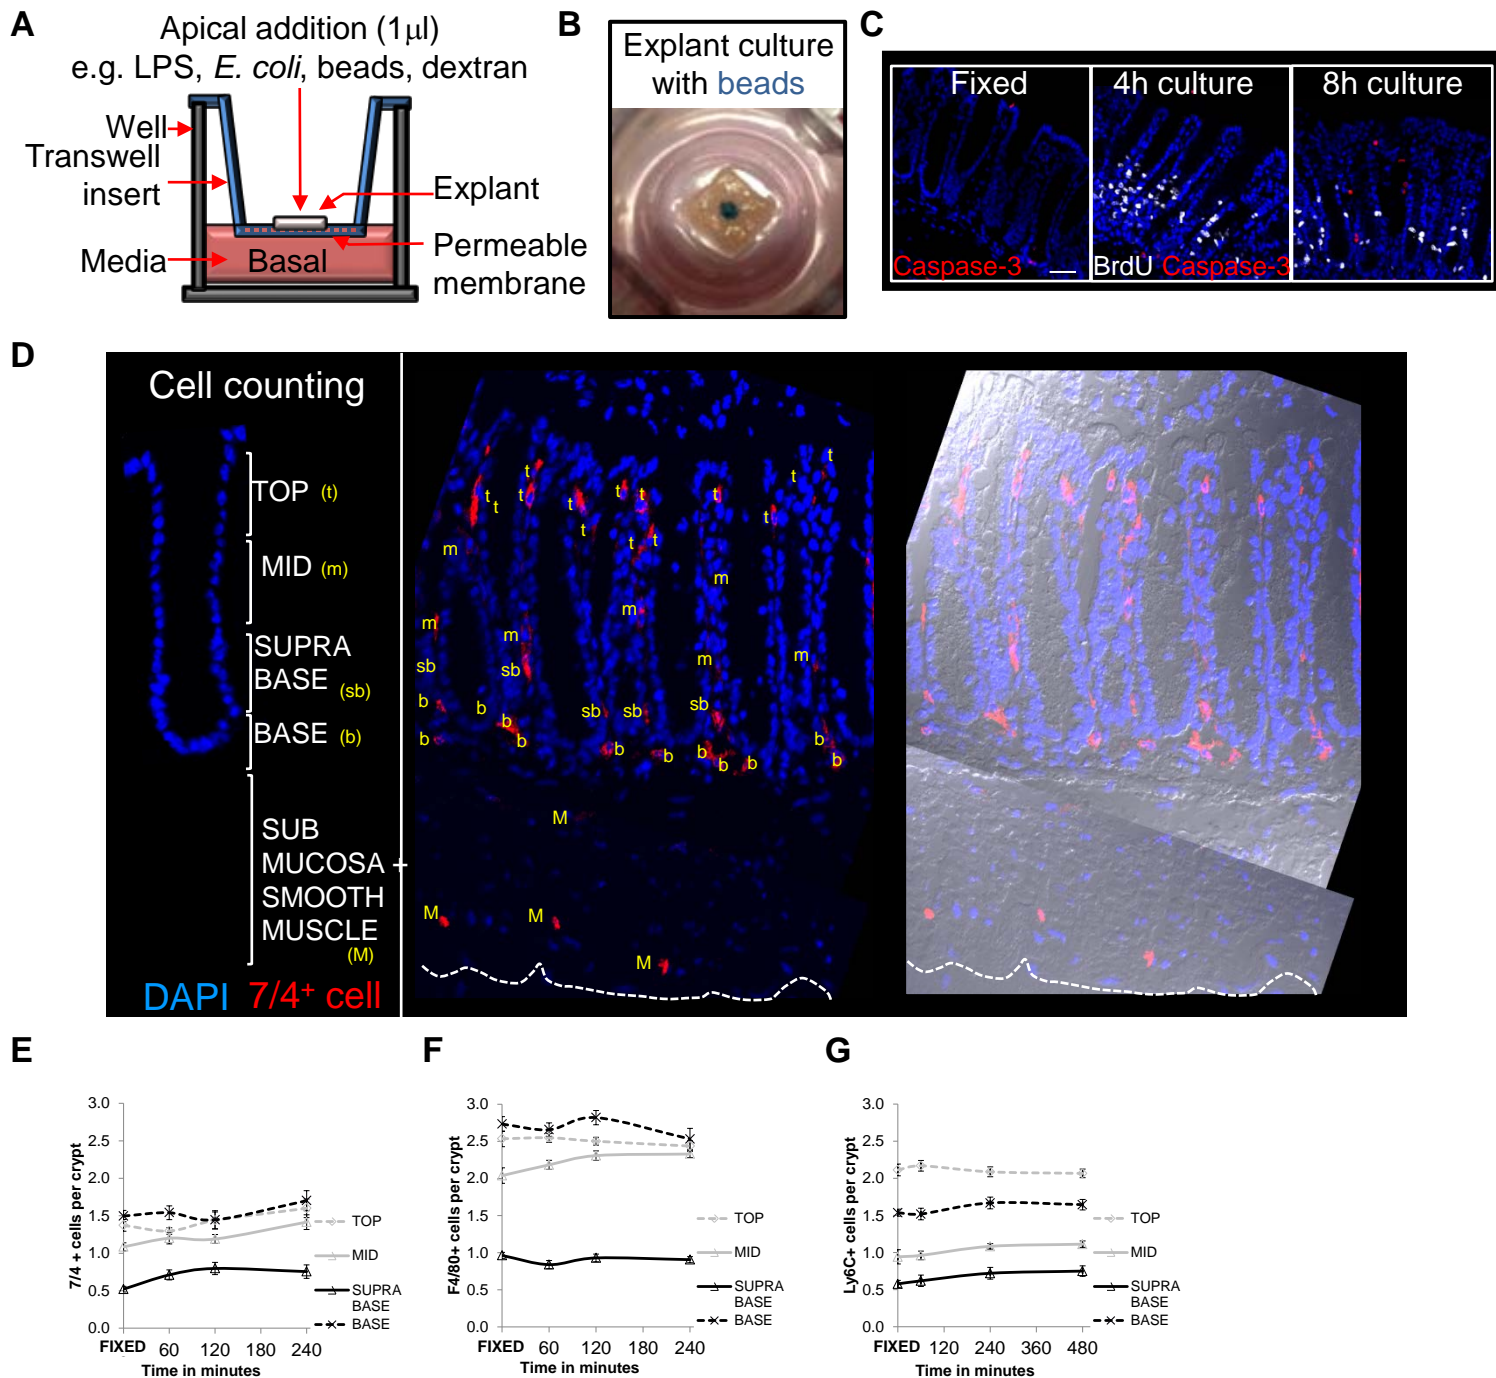 A
Apical addition (1µl)
e.g. LPS, E. coli, beads, dextran
Well
Transwell
insert
Media
Basal
Explant
Permeable
membrane
B
Explant culture
with beads
C
Fixed
4h culture
8h culture
Caspase-3
BrdU Caspase-3
D
Cell counting
TOP (t)
MID (m)
SUPRA
BASE (sb)
BASE (b)
SUB
MUCOSA +
SMOOTH
MUSCLE
(M)
DAPI 7/4+ cell
t
t
t
t
t
t
t
t
t
t
t
t
t
t
m
m
m
m
m
m
m
sb
sb
sb
sb
sb
b
b
b
b
b
b
b
b
b
b
b
M
M
M
M
E
7/4 + cells per crypt
3.0
2.5
2.0
1.5
1.0
0.5
0.0
FIXED 60 120 180 240
Time in minutes
TOP
MID
SUPRA
BASE
BASE
F
F4/80+ cells per crypt
3.0
2.5
2.0
1.5
1.0
0.5
0.0
FIXED 60 120 180 240
Time in minutes
TOP
MID
SUPRA
BASE
BASE
G
Ly6C+ cells per crypt
3.0
2.5
2.0
1.5
1.0
0.5
0.0
FIXED 120 240 360 480
Time in minutes
TOP
MID
SUPRA
BASE
BASE